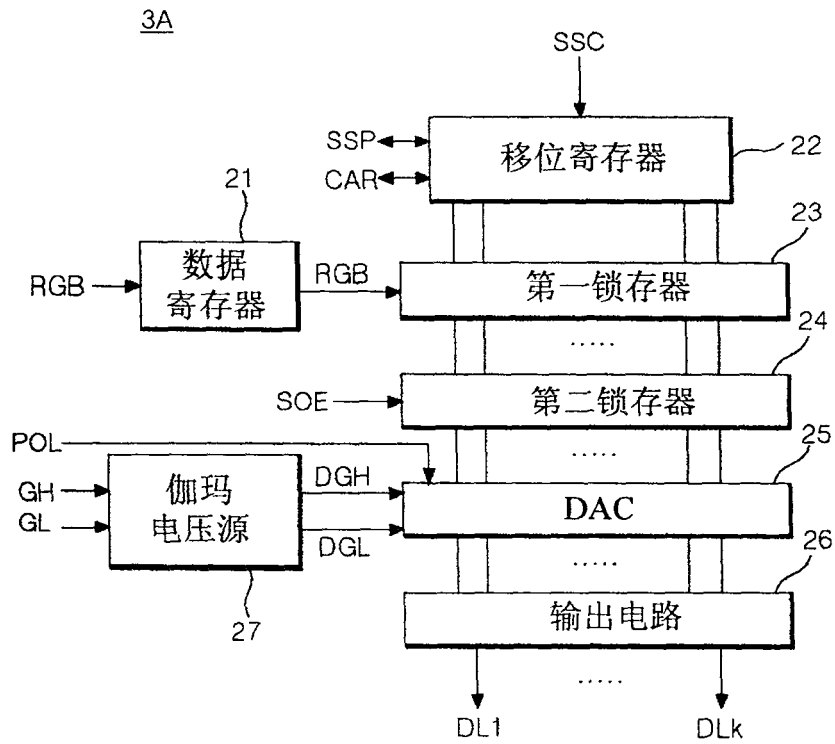 3A
SSC
SSP
CAR
移位寄存器
22
21
23
RGB
数据
寄存器
RGB
第一锁存器
.....
24
SOE
第二锁存器
POL
.....
25
GH
GL
伽玛
电压源
DGH
DGL
DAC
.....
26
27
输出电路
.....
DL1
DLk